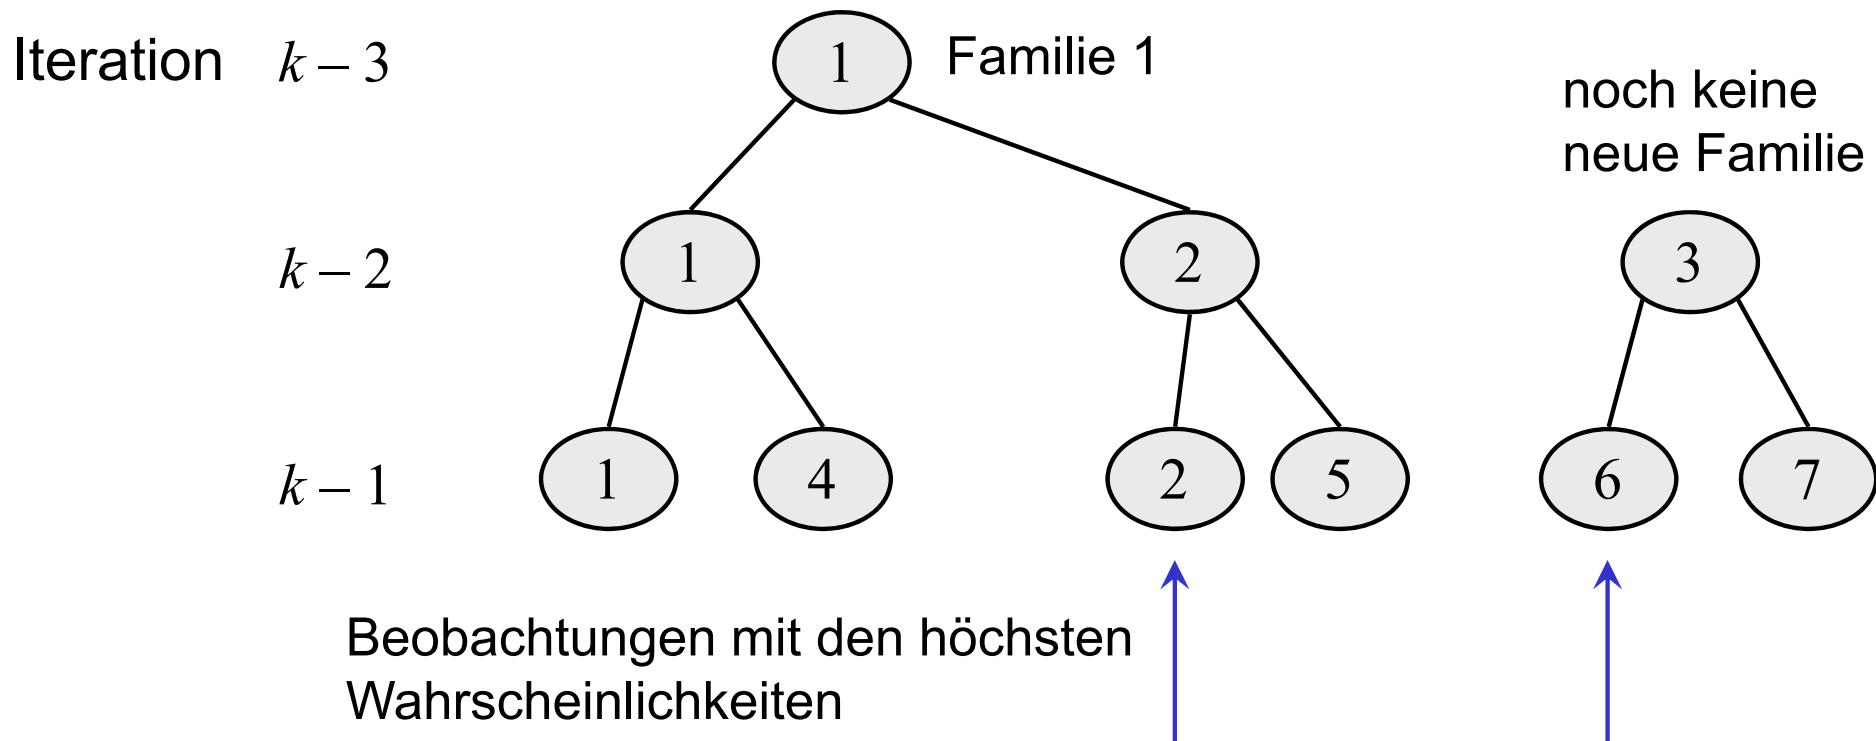 Iteration k – 3 1 Familie 1
noch keine
neue Familie
k – 2 1 2 3
k – 1 1 4 2 5 6 7
Beobachtungen mit den höchsten
Wahrscheinlichkeiten